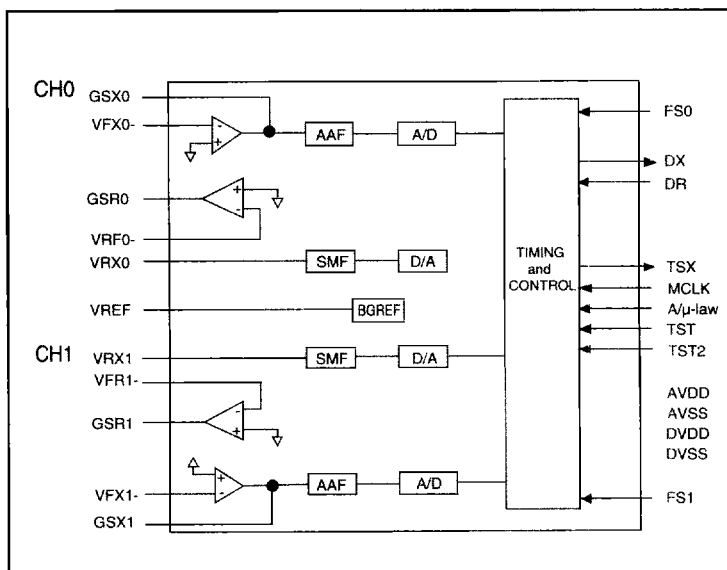 CH0
GSX0
VFX0-
GSR0
VRF0-
VRX0
VREF
CH1
VRX1
VFR1-
GSR1
VFX1-
GSX1
-
+
AAF
A/D
+
-
SMF
D/A
BGREF
SMF
D/A
-
+
+
-
AAF
A/D
TIMING
and
CONTROL
FS0
DX
DR
TSX
MCLK
A/μ-law
TST
TST2
AVDD
AVSS
DVDD
DVSS
FS1